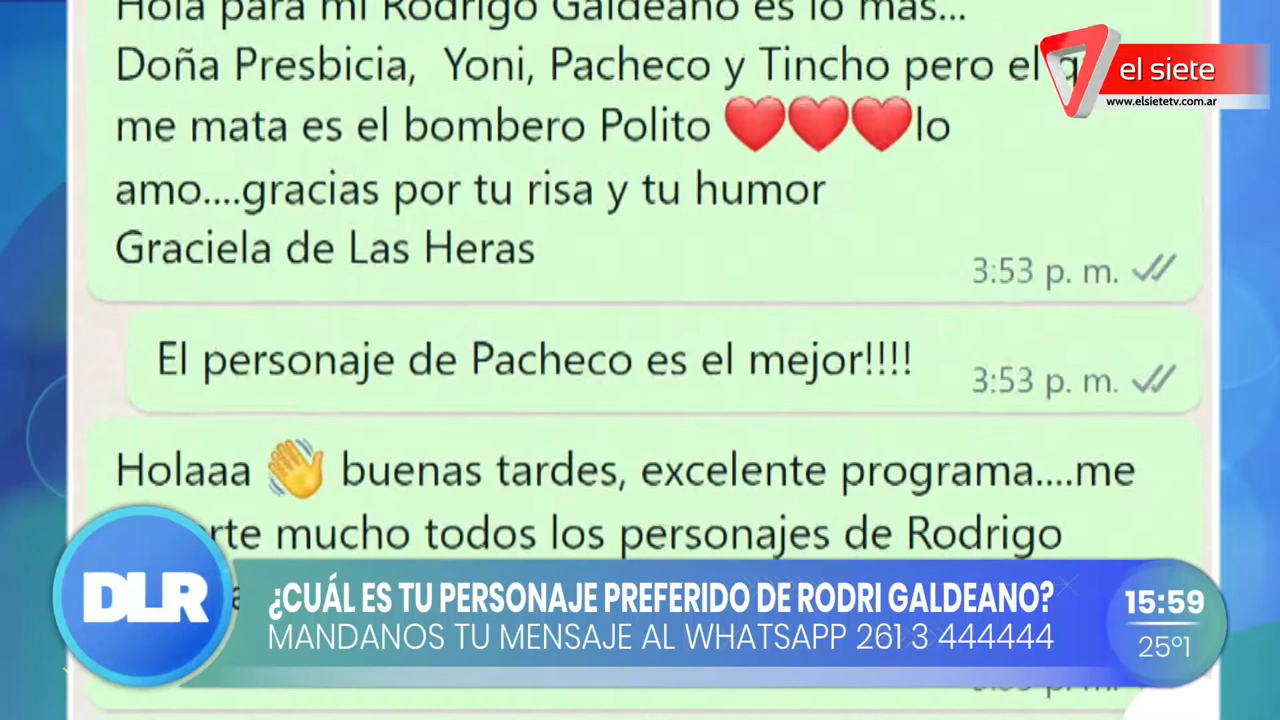 Hola para mi Rodrigo Galdeano es lo más...
Doña Presbicia, Yoni, Pacheco y Tincho pero el
me mata es el bombero Polito ❤️❤️❤️lo
amo....gracias por tu risa y tu humor
Graciela de Las Heras
3:53 p. m.
El personaje de Pacheco es el mejor!!!!
3:53 p. m.
Holaaa 👋 buenas tardes, excelente programa....me
mucho todos los personajes de Rodrigo
el siete
www.elsietetv.com.ar
DLR
¿CUÁL ES TU PERSONAJE PREFERIDO DE RODRI GALDEANO?
MANDANOS TU MENSAJE AL WHATSAPP 261 3 444444
15:59
25º1